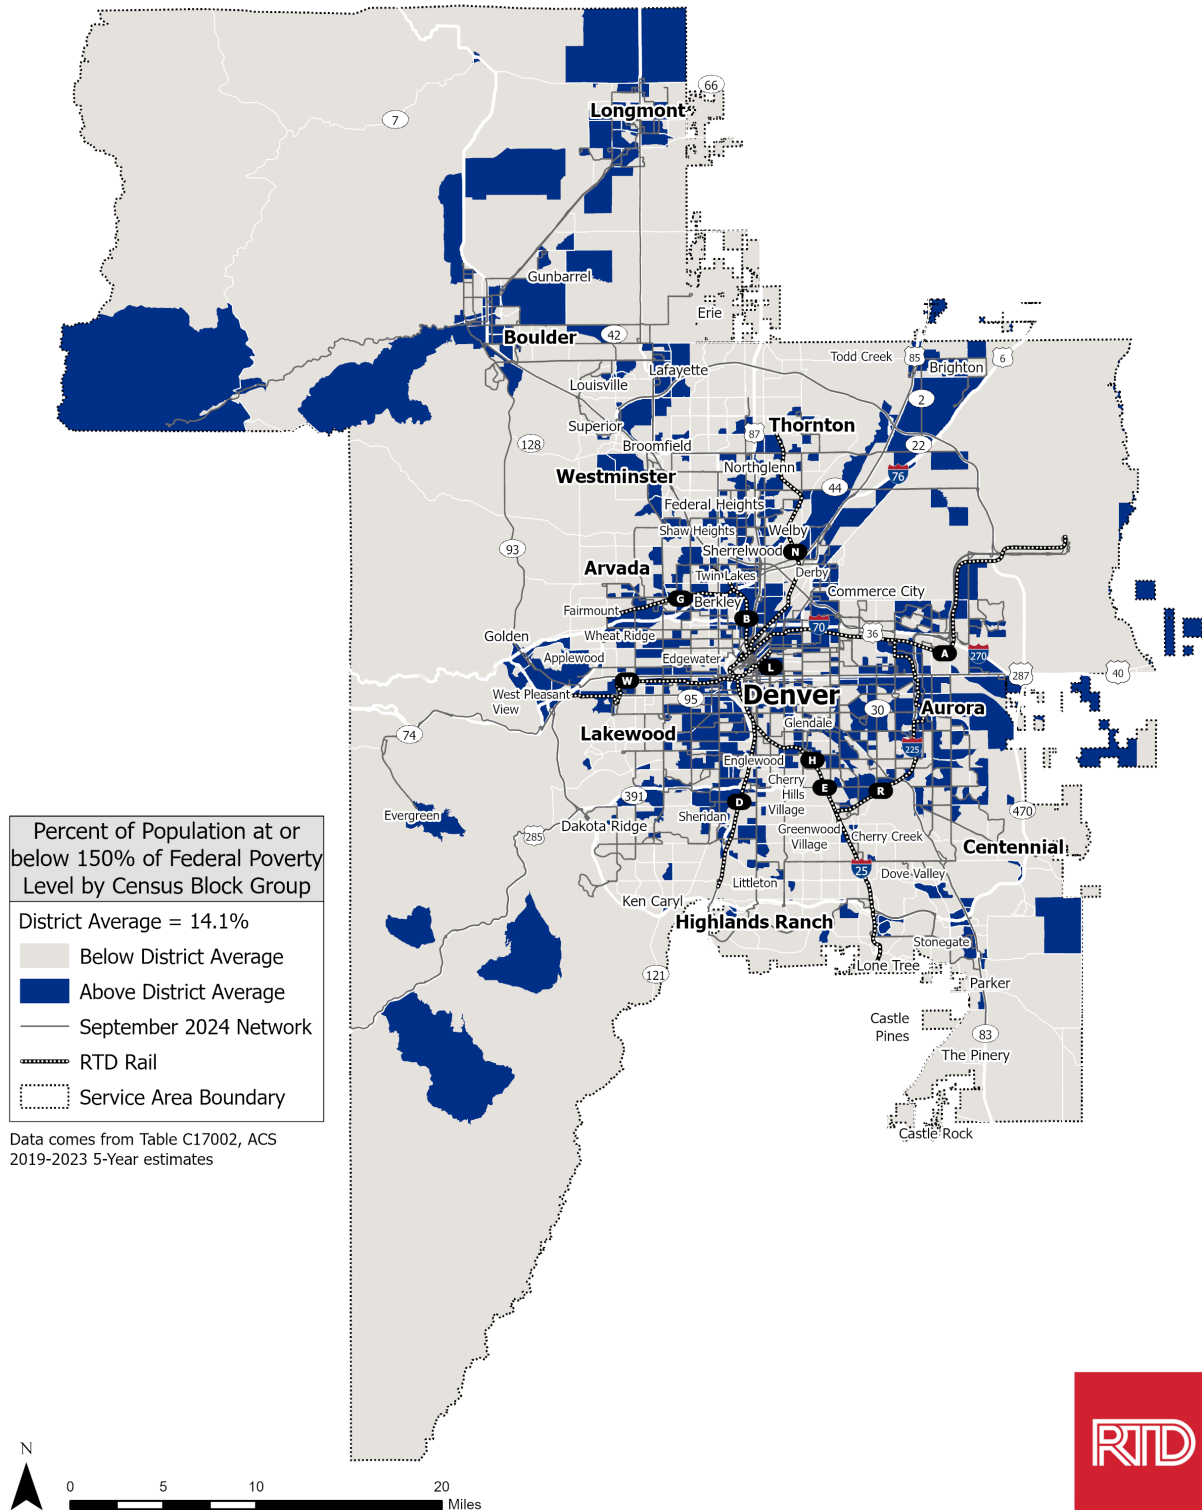 66
Longmont
7
Gunbarrel
Erie
Boulder
42
Todd Creek
85
6
Brighton
Lafayette
Louisville
2
Superior
87
Thornton
128
Broomfield
22
Northglenn
Westminster
76
44
Federal Heights
Shaw Heights
Welby
93
Sherrelwood
N
Arvada
Twin Lakes
Derby
Commerce City
G
Berkley
Fairmount
B
70
36
Golden
Wheat Ridge
A
270
Applewood
Edgewater
L
287
40
W
West Pleasant
View
95
Denver
30
Aurora
Glendale
74
Lakewood
225
Englewood
H
Cherry
Hills
Village
E
R
391
D
470
Evergreen
Sheridan
285
Dakota Ridge
Greenwood
Village
Cherry Creek
Centennial
25
Dove Valley
Littleton
Ken Caryl
Highlands Ranch
Stonegate
Lone Tree
121
Parker
Castle
Pines
83
The Pinery
Castle Rock
Percent of Population at or
below 150% of Federal Poverty
Level by Census Block Group
District Average = 14.1%
Below District Average
Above District Average
September 2024 Network
RTD Rail
Service Area Boundary
Data comes from Table C17002, ACS
2019-2023 5-Year estimates
N
0 5 10 20
Miles
RTD